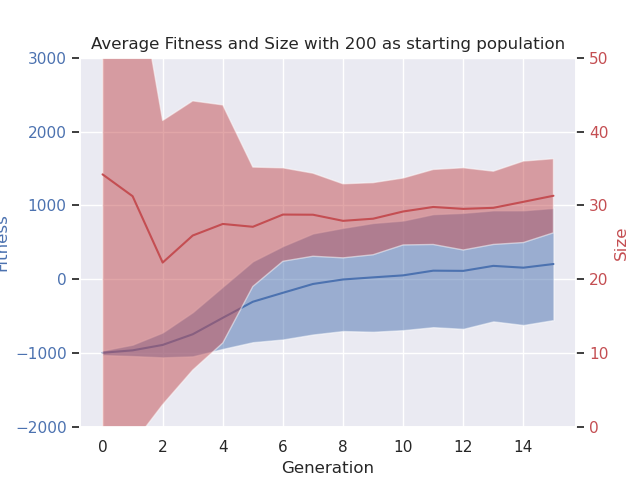 Average Fitness and Size with 200 as starting population
3000
2000
1000
0
−1000
−2000
Fitness
50
40
30
20
10
0
Size
0 2 4 6 8 10 12 14
Generation